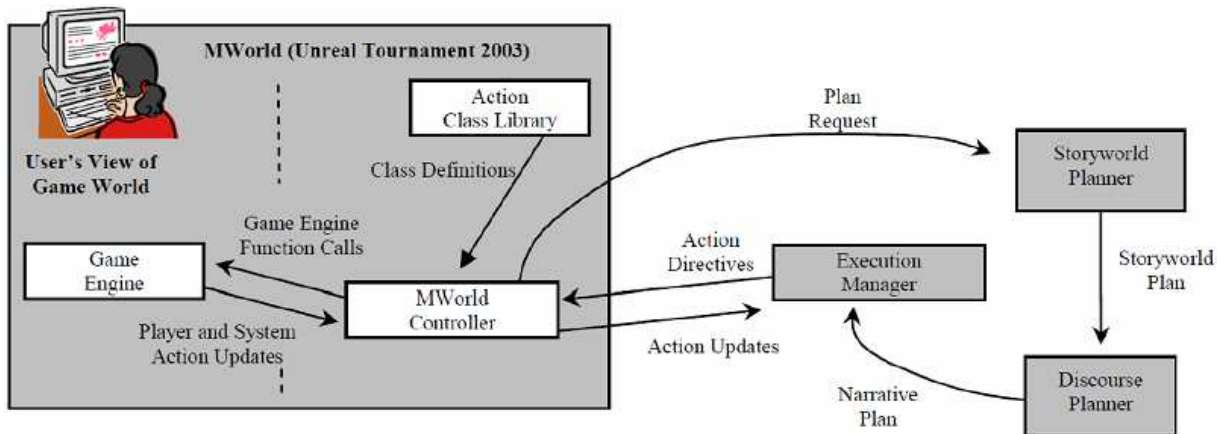 MWorld (Unreal Tournament 2003)
User's View of
Game World
Action
Class Library
Class Definitions
Game Engine
Function Calls
Game
Engine
MWorld
Controller
Player and System
Action Updates
Plan
Request
Storyworld
Planner
Storyworld
Plan
Action
Directives
Execution
Manager
Action Updates
Narrative
Plan
Discourse
Planner